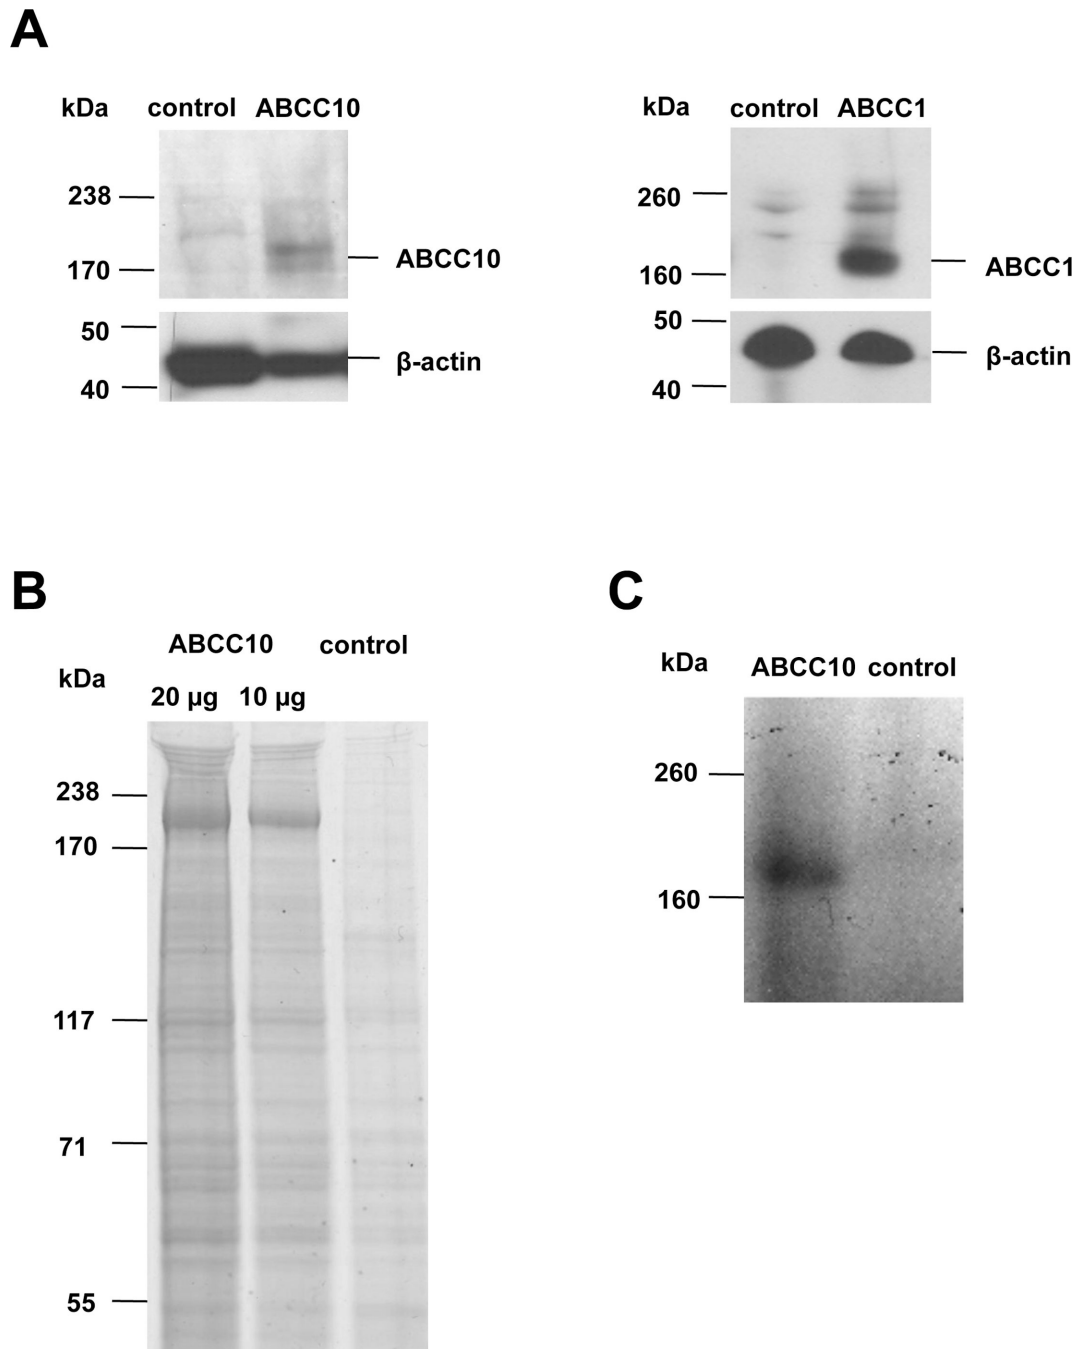 A
kDa control ABCC10
238
170
ABCC10
50
40
β-actin
kDa control ABCC1
260
160
ABCC1
50
40
β-actin
B
ABCC10 control
kDa
20 µg 10 µg
238
170
117
71
55
C
kDa
ABCC10 control
260
160